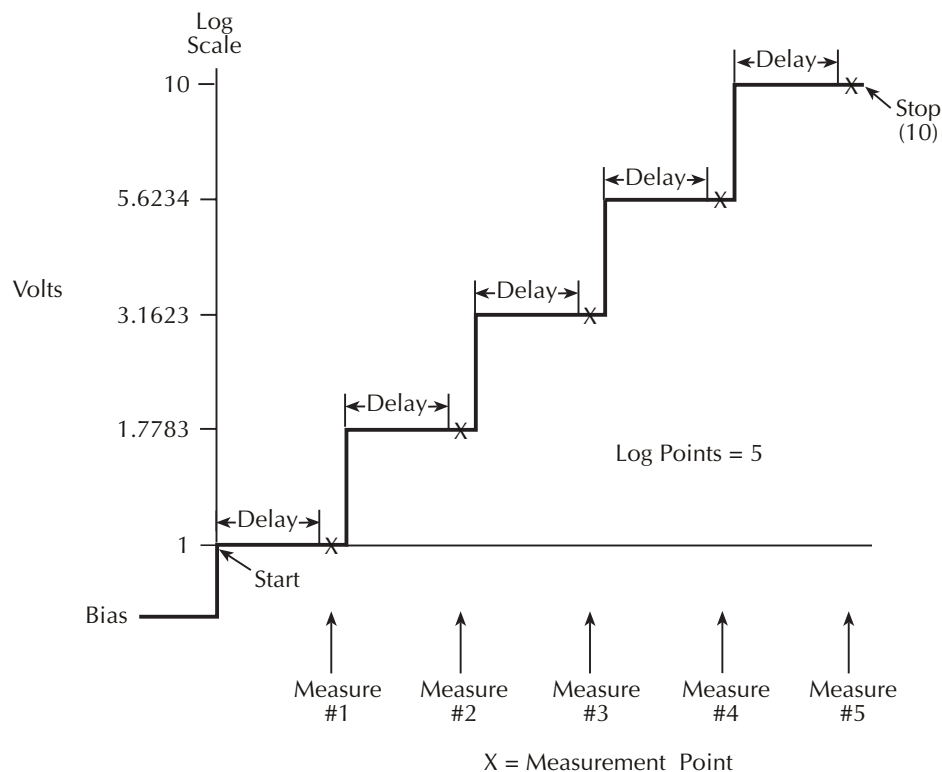 Log
Scale
10
Delay
Stop
(10)
5.6234
Delay
X
Volts
3.1623
Delay
X
1.7783
Delay
X
Log Points = 5
1
Delay
X
Start
X
Bias
Measure
#1
Measure
#2
Measure
#3
Measure
#4
Measure
#5
X = Measurement Point